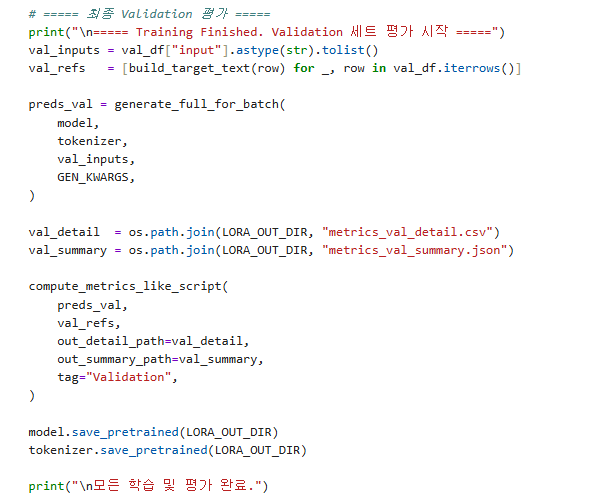 # ===== 최종 Validation 평가 =====
print("\n===== Training Finished. Validation 세트 평가 시작 =====")
val_inputs = val_df["input"].astype(str).tolist()
val_refs   = [build_target_text(row) for _, row in val_df.iterrows()]

preds_val = generate_full_for_batch(
    model,
    tokenizer,
    val_inputs,
    GEN_KWARGS,
)

val_detail  = os.path.join(LORA_OUT_DIR, "metrics_val_detail.csv")
val_summary = os.path.join(LORA_OUT_DIR, "metrics_val_summary.json")

compute_metrics_like_script(
    preds_val,
    val_refs,
    out_detail_path=val_detail,
    out_summary_path=val_summary,
    tag="Validation",
)

model.save_pretrained(LORA_OUT_DIR)
tokenizer.save_pretrained(LORA_OUT_DIR)

print("\n모든 학습 및 평가 완료.")